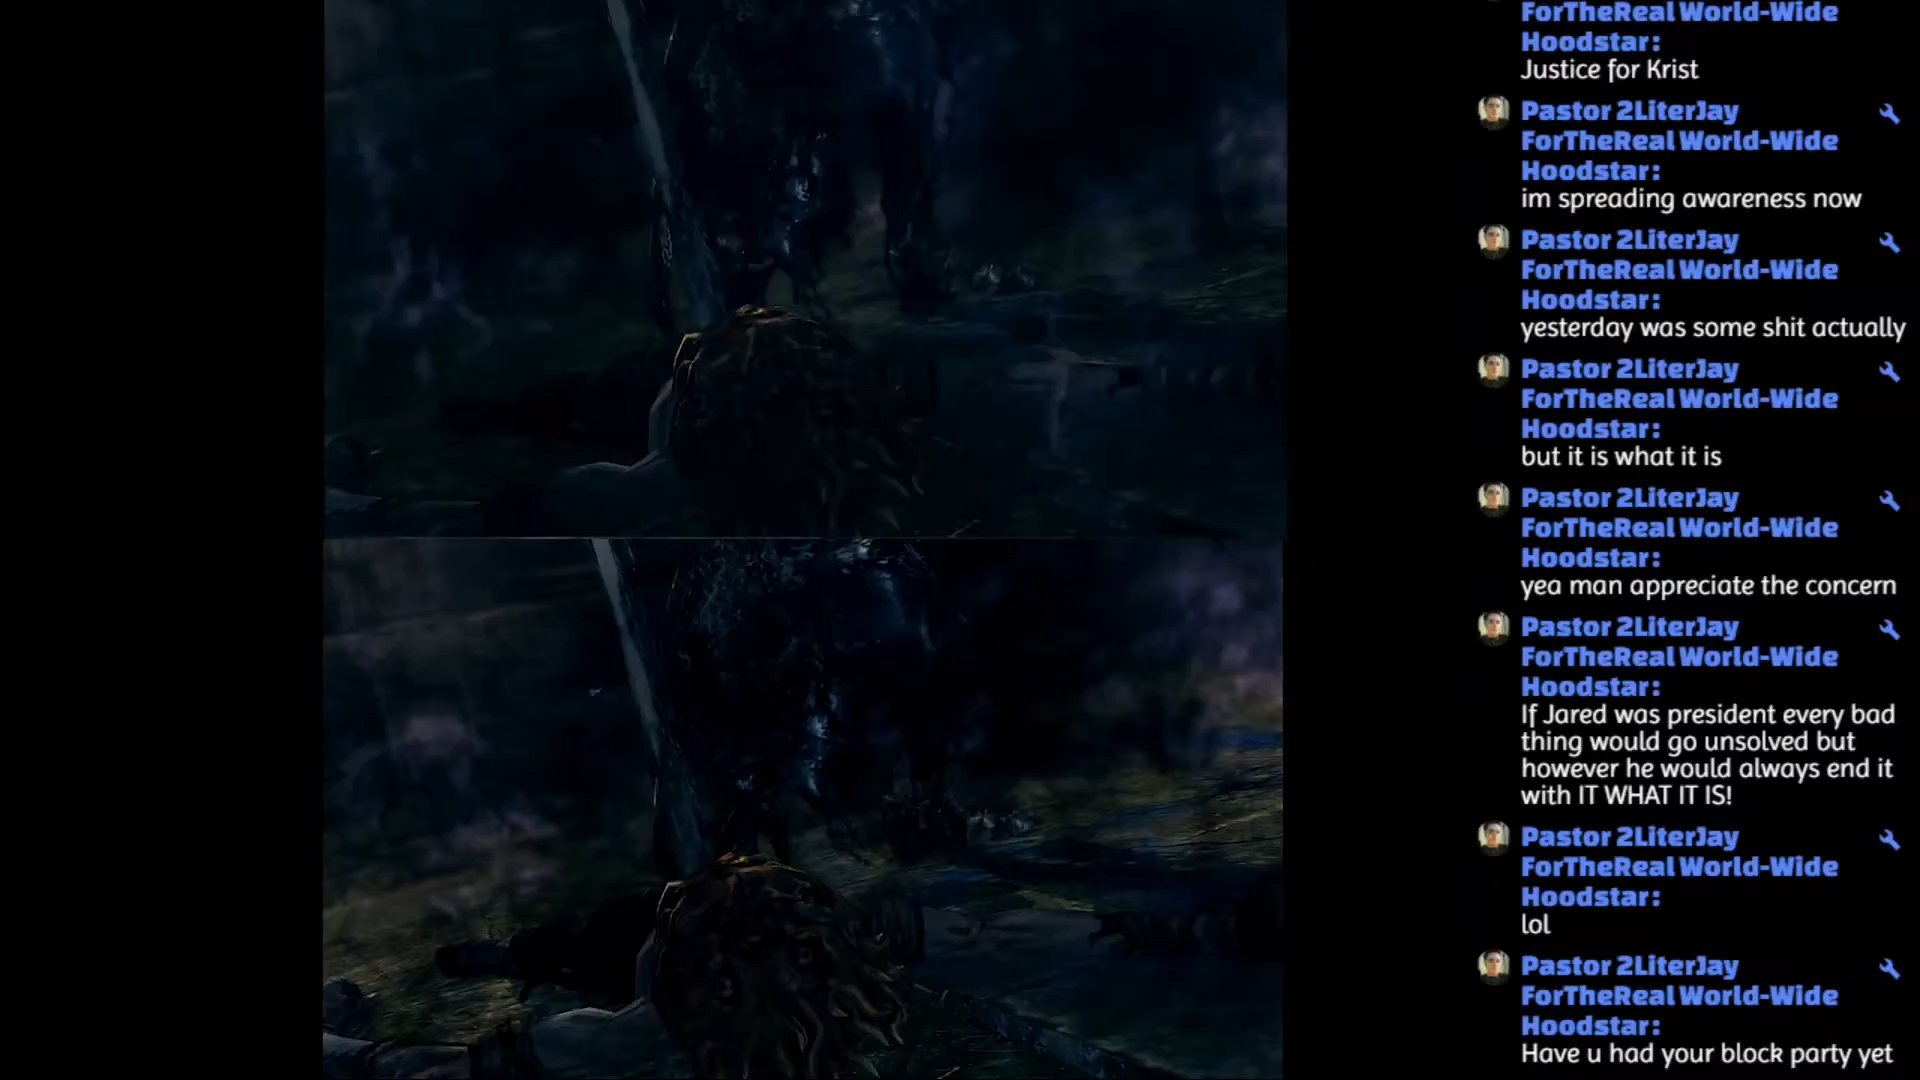 ForTheReal World-Wide
Hoodstar:
Justice for Krist
Pastor 2LiterJay
ForTheReal World-Wide
Hoodstar:
im spreading awareness now
Pastor 2LiterJay
ForTheReal World-Wide
Hoodstar:
yesterday was some shit actually
Pastor 2LiterJay
ForTheReal World-Wide
Hoodstar:
but it is what it is
Pastor 2LiterJay
ForTheReal World-Wide
Hoodstar:
yea man appreciate the concern
Pastor 2LiterJay
ForTheReal World-Wide
Hoodstar:
If Jared was president every bad
thing would go unsolved but
however he would always end it
with IT WHAT IT IS!
Pastor 2LiterJay
ForTheReal World-Wide
Hoodstar:
lol
Pastor 2LiterJay
ForTheReal World-Wide
Hoodstar:
Have u had your block party yet